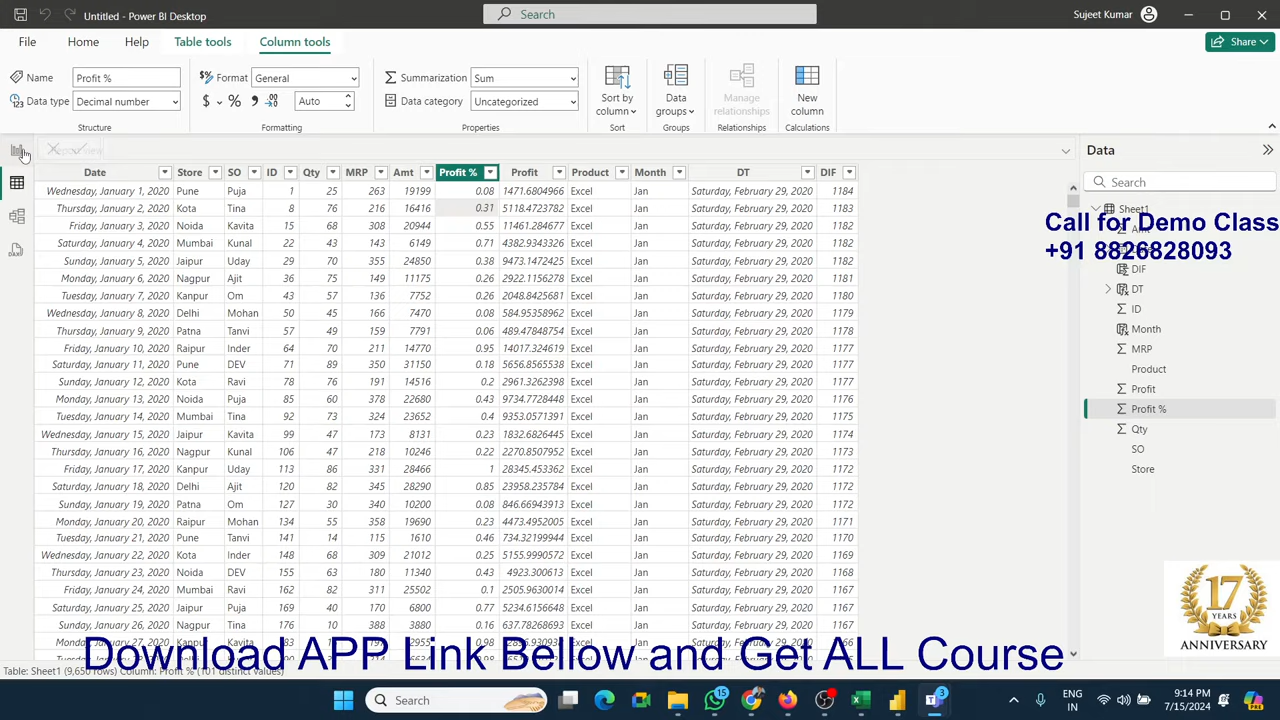 Untitled - Power BI Desktop
Search
Sujeet Kumar
File
Home
Help
Table tools
Column tools
Share
Name
Profit %
Format
General
Summarization
Sum
Data type
Decimal number
$
%
Auto
Data category
Uncategorized
Sort by column
Data groups
Manage relationships
New column
Structure
Formatting
Properties
Sort
Groups
Relationships
Calculations
Data
Search
Date Store SO ID Qty MRP Amt Profit % Profit Product Month DT DIF
Wednesday, January 1, 2020 Pune Puja 1 25 263 19199 0.08 1471.6804966 Excel Jan Saturday, February 29, 2020 1184
Thursday, January 2, 2020 Kota Tina 8 76 216 16416 0.31 5118.4723782 Excel Jan Saturday, February 29, 2020 1183
Friday, January 3, 2020 Noida Kavita 15 68 308 20944 0.55 11461.284677 Excel Jan Saturday, February 29, 2020 1182
Saturday, January 4, 2020 Mumbai Kunal 22 43 143 6149 0.71 4382.9342326 Excel Jan Saturday, February 29, 2020 1182
Sunday, January 5, 2020 Jaipur Uday 29 70 355 24850 0.38 9473.1472425 Excel Jan Saturday, February 29, 2020 1182
Monday, January 6, 2020 Nagpur Ajit 36 75 149 11175 0.26 2922.1156278 Excel Jan Saturday, February 29, 2020 1181
Tuesday, January 7, 2020 Kanpur Om 43 57 136 7752 0.26 2048.8425681 Excel Jan Saturday, February 29, 2020 1180
Wednesday, January 8, 2020 Delhi Mohan 50 45 166 7470 0.08 584.95358962 Excel Jan Saturday, February 29, 2020 1179
Thursday, January 9, 2020 Patna Tanvi 57 49 159 7791 0.06 489.47848754 Excel Jan Saturday, February 29, 2020 1178
Friday, January 10, 2020 Raipur Inder 64 70 211 14770 0.95 14017.324619 Excel Jan Saturday, February 29, 2020 1177
Saturday, January 11, 2020 Pune DEV 71 89 350 31150 0.18 5656.8565538 Excel Jan Saturday, February 29, 2020 1177
Sunday, January 12, 2020 Kota Ravi 78 76 191 14516 0.2 2961.3262398 Excel Jan Saturday, February 29, 2020 1177
Monday, January 13, 2020 Noida Puja 85 60 378 22680 0.43 9734.7728448 Excel Jan Saturday, February 29, 2020 1176
Tuesday, January 14, 2020 Mumbai Tina 92 73 324 23652 0.4 9353.0571391 Excel Jan Saturday, February 29, 2020 1175
Wednesday, January 15, 2020 Jaipur Kavita 99 47 173 8131 0.23 1832.6826445 Excel Jan Saturday, February 29, 2020 1174
Thursday, January 16, 2020 Nagpur Kunal 106 47 218 10246 0.22 2207.8850743 Excel Jan Saturday, February 29, 2020 1173
Friday, January 17, 2020 Kanpur Uday 113 86 331 28466 1 28345.453362 Excel Jan Saturday, February 29, 2020 1172
Saturday, January 18, 2020 Delhi Ajit 120 82 345 28290 0.85 23958.235784 Excel Jan Saturday, February 29, 2020 1172
Sunday, January 19, 2020 Patna Om 127 30 340 10200 0.08 846.66943913 Excel Jan Saturday, February 29, 2020 1172
Monday, January 20, 2020 Raipur Mohan 134 55 358 19690 0.23 4473.4952005 Excel Jan Saturday, February 29, 2020 1171
Tuesday, January 21, 2020 Pune Tanvi 141 14 115 1610 0.46 734.32199944 Excel Jan Saturday, February 29, 2020 1170
Wednesday, January 22, 2020 Kota Inder 148 68 309 21012 0.25 5155.9990572 Excel Jan Saturday, February 29, 2020 1169
Thursday, January 23, 2020 Noida DEV 155 63 180 11340 0.43 4923.300613 Excel Jan Saturday, February 29, 2020 1168
Friday, January 24, 2020 Mumbai Ravi 162 82 311 25502 0.1 2505.9630014 Excel Jan Saturday, February 29, 2020 1167
Saturday, January 25, 2020 Jaipur Puja 169 40 170 6800 0.77 5234.6156648 Excel Jan Saturday, February 29, 2020 1167
Sunday, January 26, 2020 Nagpur Tina 176 10 388 3880 0.16 637.78268693 Excel Jan Saturday, February 29, 2020 1167
Sheet1
DIF
DT
ID
Month
MRP
Product
Profit
Profit %
Qty
SO
Store
Call for Demo Class
+91 8826828093
17
YEARS
ANNIVERSARY
Download APP Link Bellow and Get ALL Course
Table: Sheet1 (9,650 rows) Column: Profit % (101 distinct values)
Search
15
3
ENG
IN
9:14 PM
7/15/2024